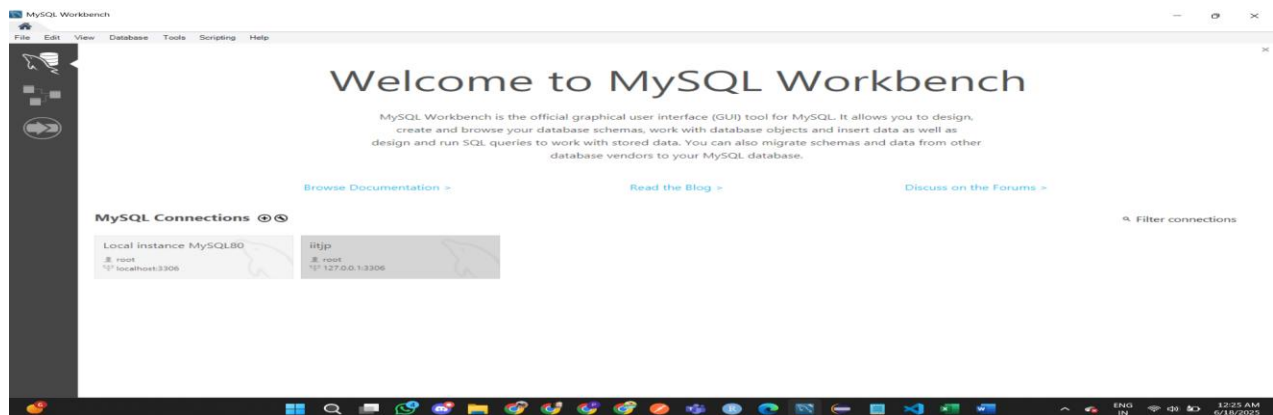 MySQL Workbench
File Edit View Database Tools Scripting Help
Welcome to MySQL Workbench
MySQL Workbench is the official graphical user interface (GUI) tool for MySQL. It allows you to design,
create and browse your database schemas, work with database objects and insert data as well as
design and run SQL queries to work with stored data. You can also migrate schemas and data from other
database vendors to your MySQL database.
Browse Documentation > Read the Blog > Discuss on the Forums >
MySQL Connections Filter connections
Local instance MySQL80
root
localhost:3306
iitjp
root
127.0.0.1:3306
ENG
IN
12:25 AM
6/18/2025